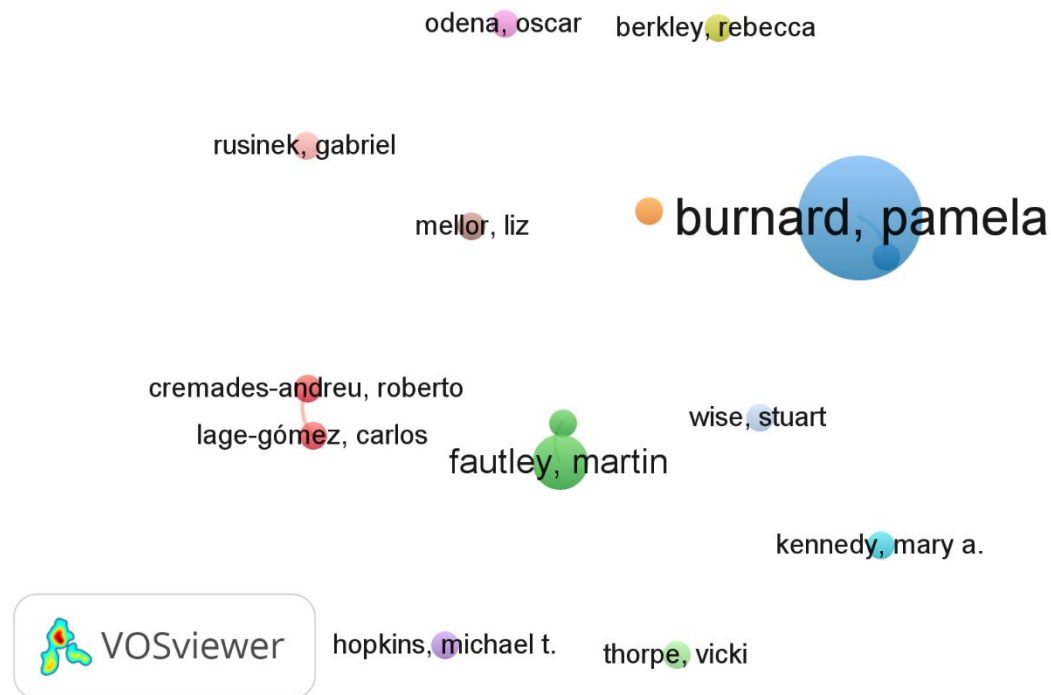 odena, oscar
berkley, rebecca
rusinek, gabriel
mellor, liz
burnard, pamela
cremades-andreu, roberto
lage-gómez, carlos
fautley, martin
wise, stuart
kennedy, mary a.
VOSviewer
hopkins, michael t.
thorpe, vicki